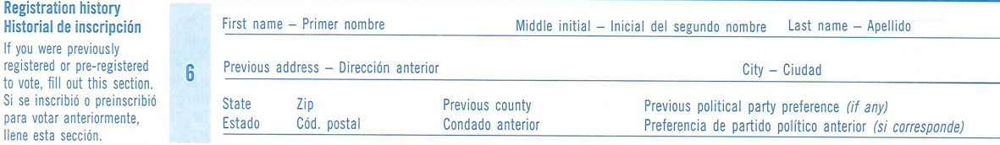 Registration history
Historial de inscripción
If you were previously
registered or pre-registered
to vote, fill out this section.
Si se inscribió o preinscribió
para votar anteriormente,
llene esta sección.
6
First name – Primer nombre Middle initial – Inicial del segundo nombre Last name – Apellido
Previous address – Dirección anterior City – Ciudad
State Zip Previous county Previous political party preference (if any)
Estado Cód. postal Condado anterior Preferencia de partido político anterior (si corresponde)